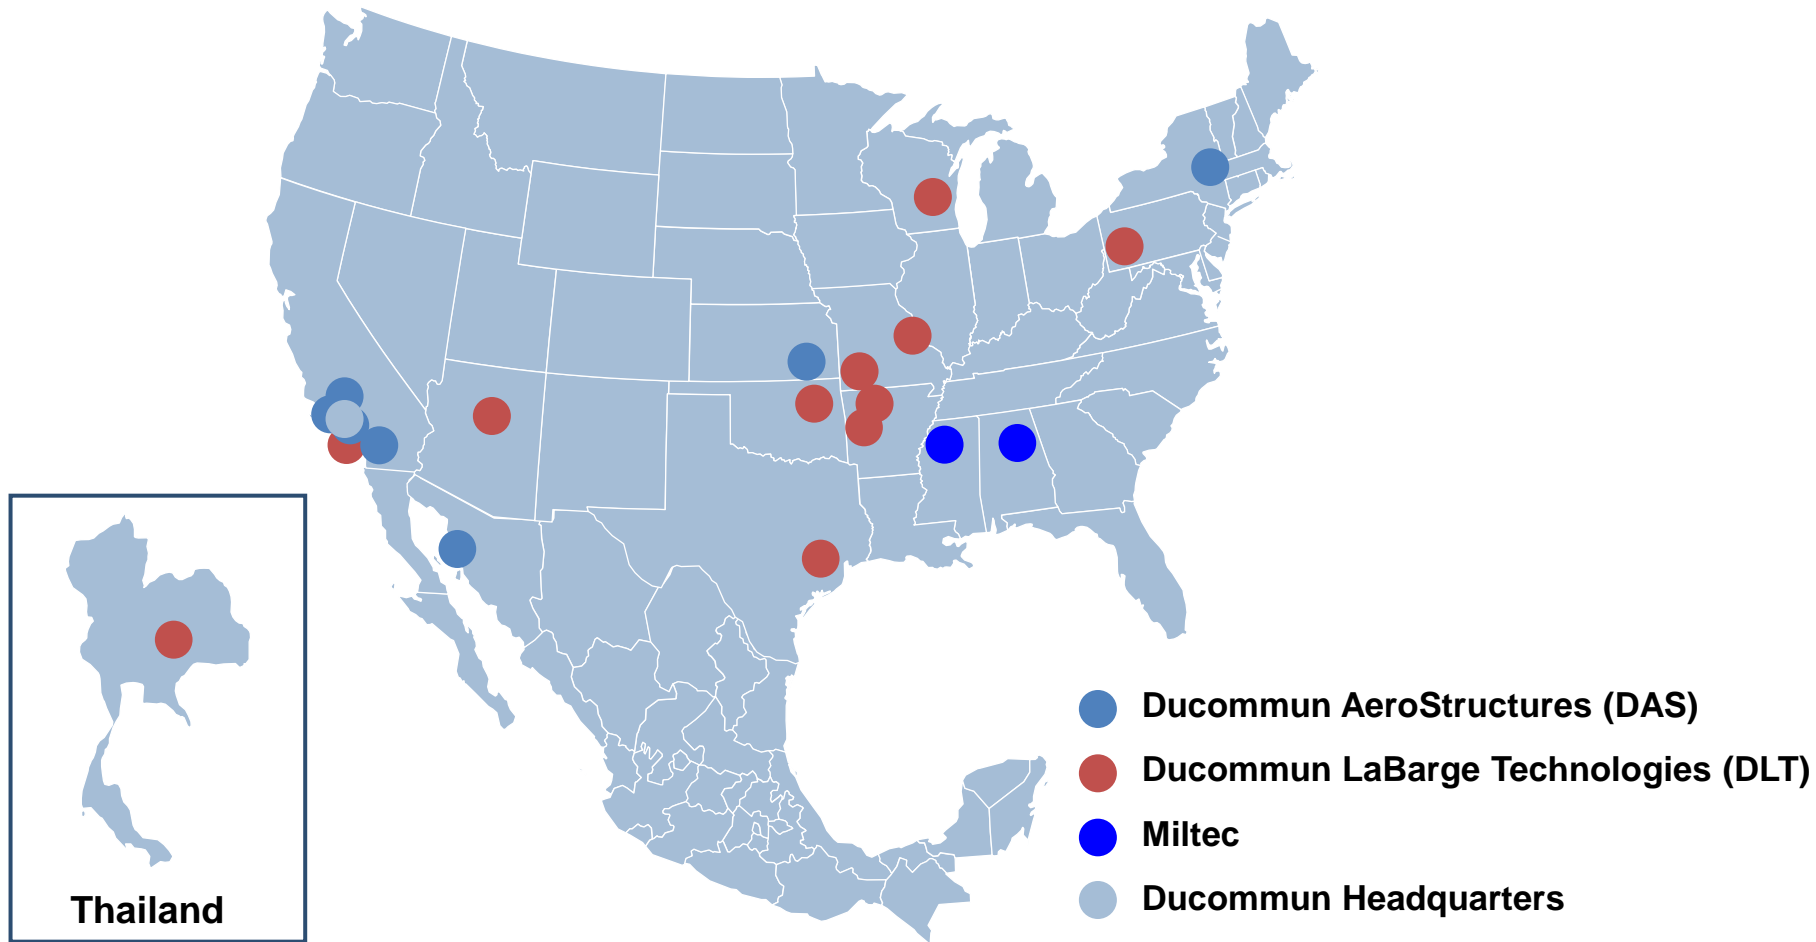 Ducommun AeroStructures (DAS)
Ducommun LaBarge Technologies (DLT)
Miltec
Ducommun Headquarters
Thailand